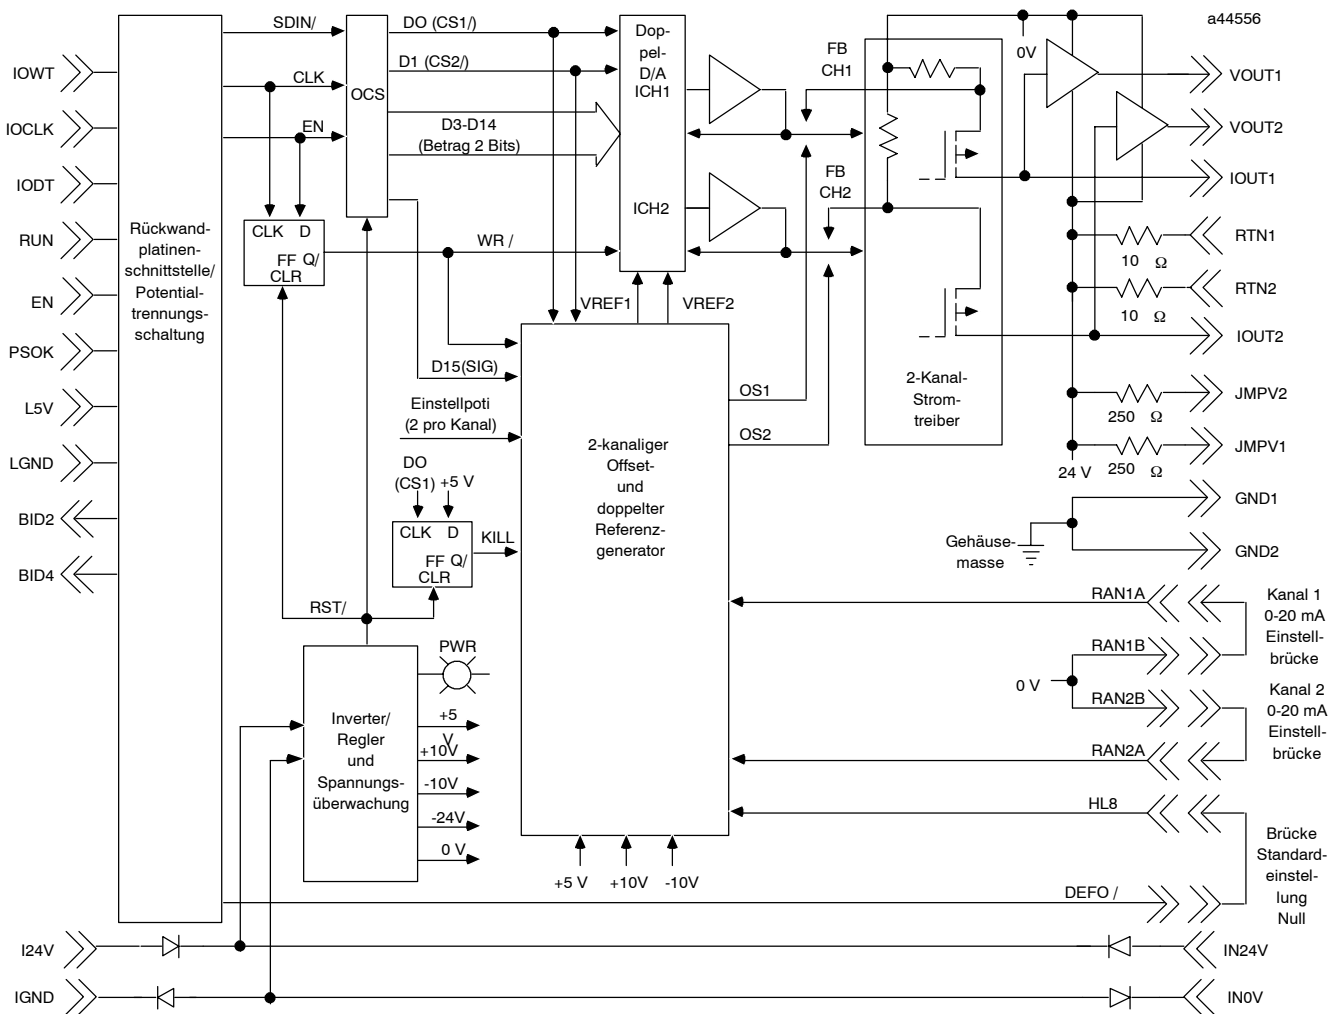 a44556
IOWT
IOCLK
IODT
RUN
EN
PSOK
L5V
LGND
BID2
BID4
I24V
IGND
Rückwand-
platinen-
schnittstelle/
Potential-
trennungs-
schaltung
SDIN/
CLK
EN
OCS
DO (CS1/)
D1 (CS2/)
D3-D14
(Betrag 2 Bits)
CLK D
FF Q/
CLR
WR /
Dop-
pel-
D/A
ICH1
ICH2
VREF1
VREF2
FB
CH1
FB
CH2
D15(SIG)
Einstellpoti
(2 pro Kanal)
DO
(CS1)
+5 V
CLK D
FF Q/
CLR
KILL
RST/
2-kanaliger
Offset-
und
doppelter
Referenz-
generator
OS1
OS2
+5 V
+10V
-10V
2-Kanal-
Strom-
treiber
0V
PWR
Inverter/
Regler
und
Spannungs-
überwachung
+5
V
+10V
-10V
-24V
0 V
VOUT1
VOUT2
IOUT1
RTN1
10 Ω
RTN2
10 Ω
IOUT2
JMPV2
250 Ω
JMPV1
250 Ω
24 V
GND1
GND2
Gehäuse-
masse
RAN1A
RAN1B
0 V
RAN2B
RAN2A
HL8
DEFO /
Kanal 1
0-20 mA
Einstell-
brücke
Kanal 2
0-20 mA
Einstell-
brücke
Brücke
Standard-
einstel-
lung
Null
IN24V
IN0V